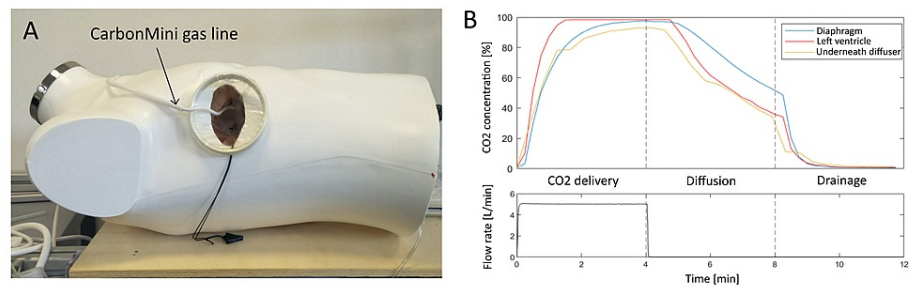 A
CarbonMini gas line
B
CO2 concentration [%]
100
80
60
40
20
0
Diaphragm
Left ventricle
Underneath diffuser
CO2 delivery
Diffusion
Drainage
Flow rate [L/min]
6
4
2
0
0
2
4
6
8
10
12
Time [min]